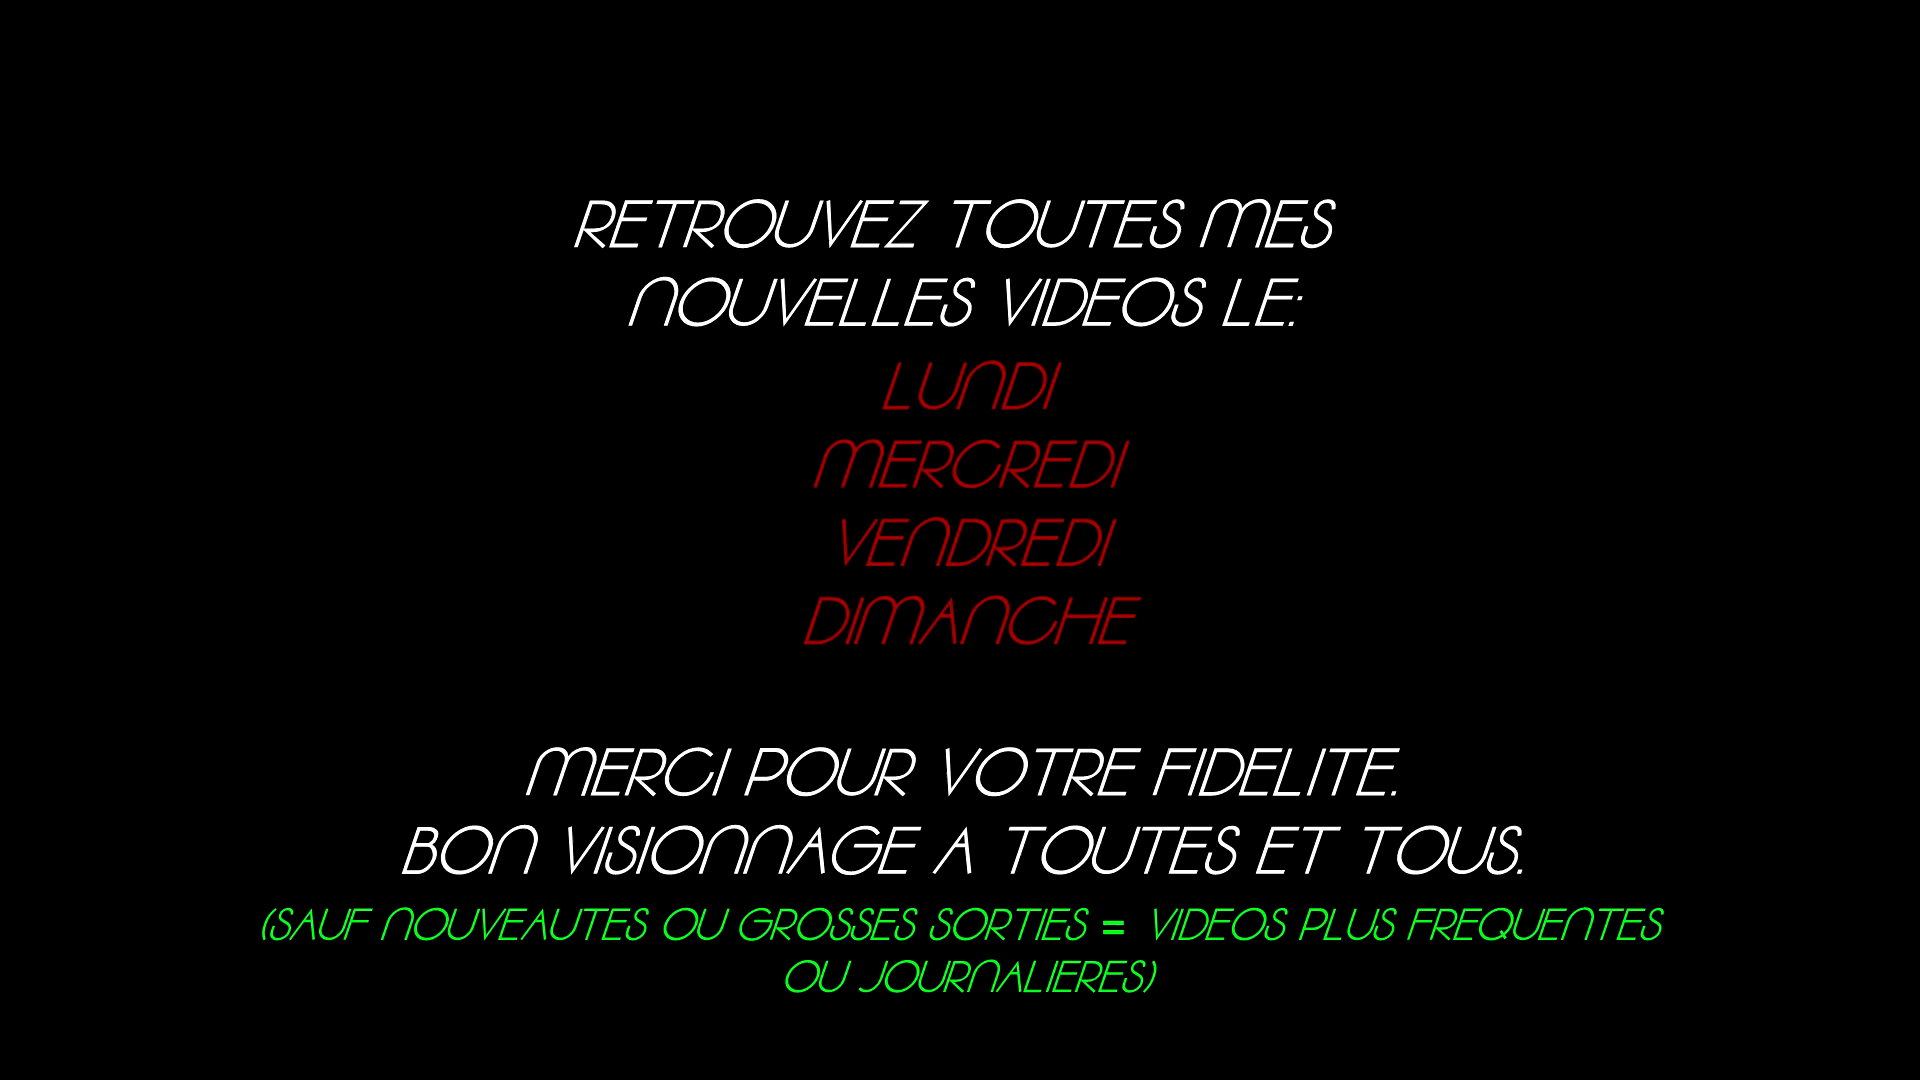 RETROUVEZ TOUTES MES
NOUVELLES VIDEOS LE:
LUNDI
MERCREDI
VENDREDI
DIMANCHE
MERCI POUR VOTRE FIDELITE.
BON VISIONNAGE A TOUTES ET TOUS.
(SAUF NOUVEAUTES OU GROSSES SORTIES = VIDEOS PLUS FREQUENTES
OU JOURNALIERES)